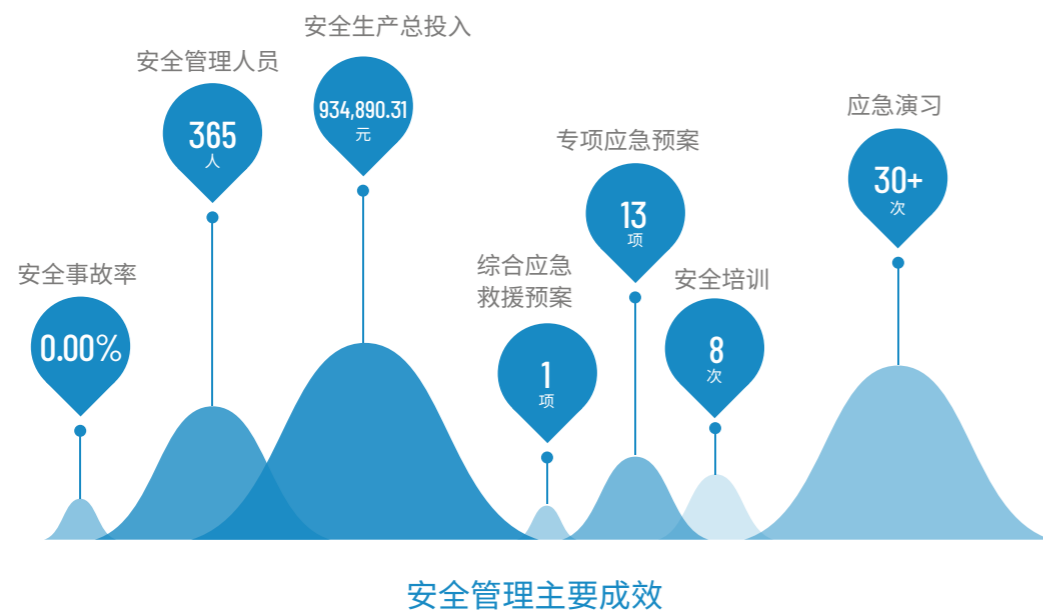 安全事故率
0.00%
安全管理人员
365
人
安全生产总投入
934,890.31
元
综合应急
救援预案
1
项
专项应急预案
13
项
安全培训
8
次
应急演习
30+
次
安全管理主要成效